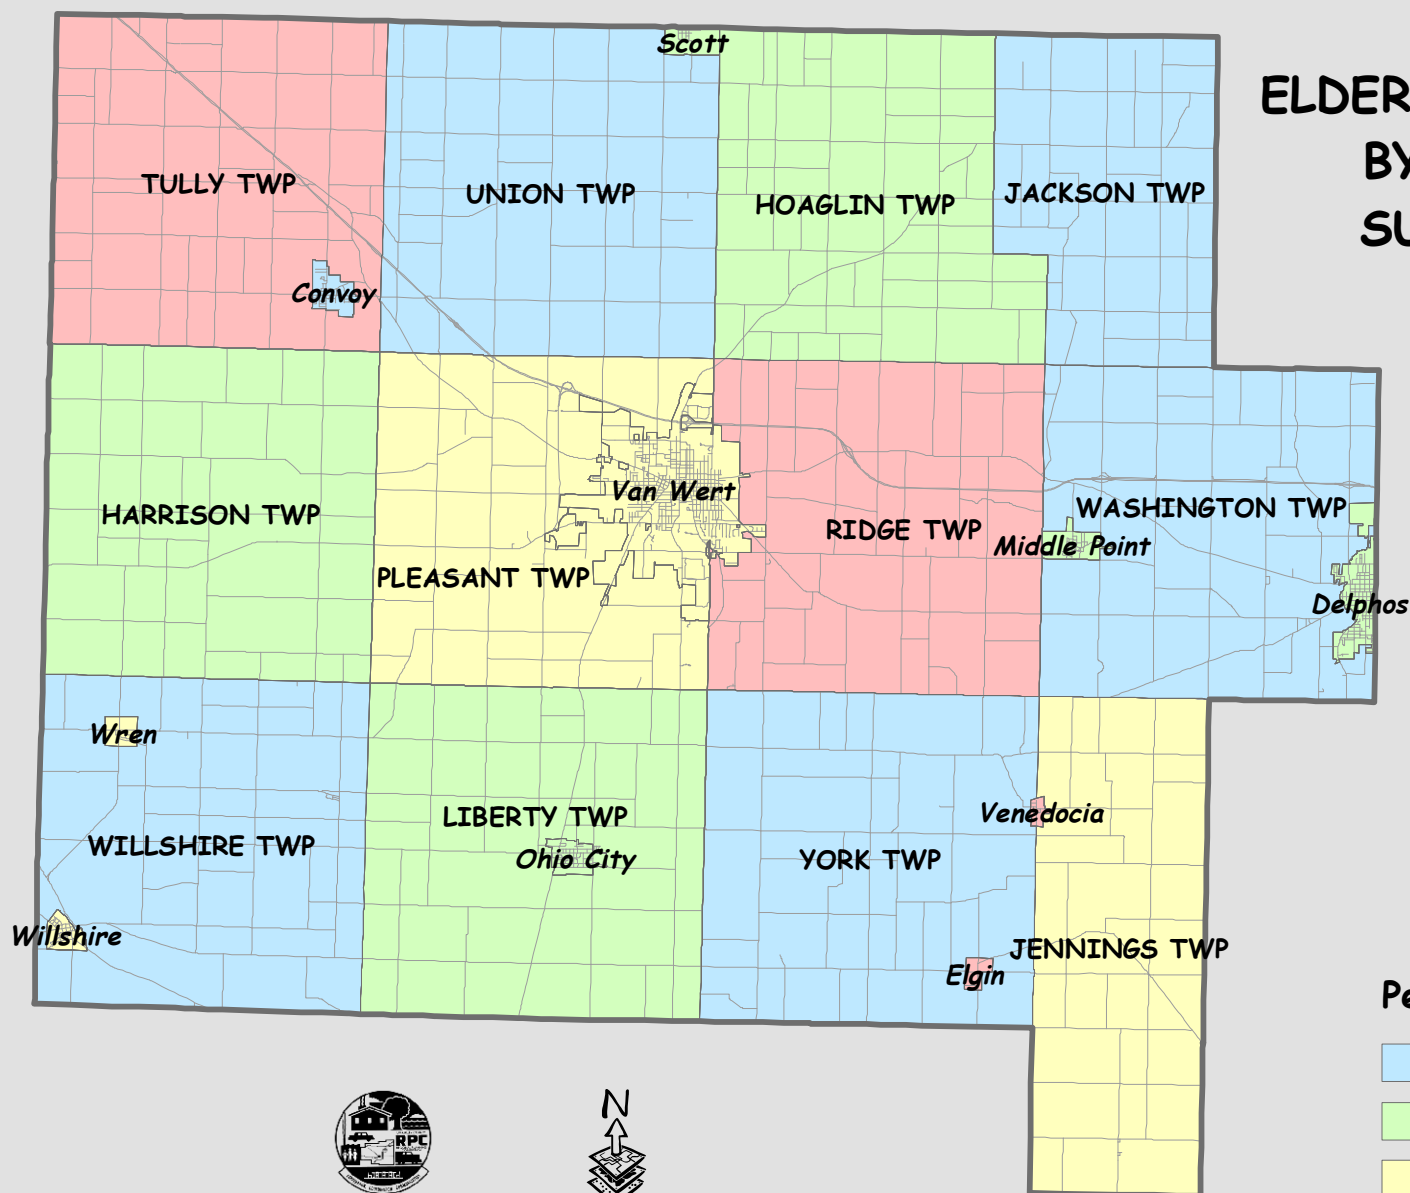 Scott
ELDER
BY
SU
TULLY TWP
UNION TWP
HOAGLIN TWP
JACKSON TWP
Convoy
Van Wert
HARRISON TWP
WASHINGTON TWP
RIDGE TWP
Middle Point
PLEASANT TWP
Delphos
Wren
Venedocia
LIBERTY TWP
WILLSHIRE TWP
Ohio City
YORK TWP
Willshire
JENNINGS TWP
Elgin
Pe
N
RPC